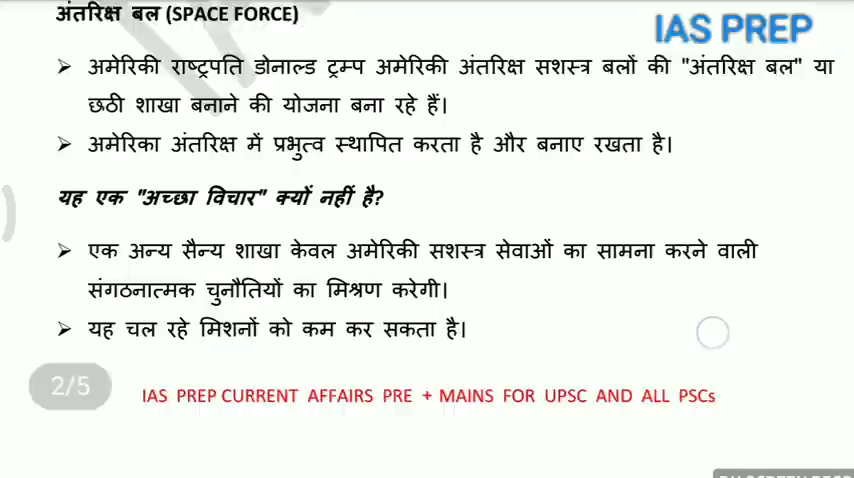 अंतरिक्ष बल (SPACE FORCE)
IAS PREP
➢ अमेरिकी राष्ट्रपति डोनाल्ड ट्रम्प अमेरिकी अंतरिक्ष सशस्त्र बलों की "अंतरिक्ष बल" या
छठी शाखा बनाने की योजना बना रहे हैं।
➢ अमेरिका अंतरिक्ष में प्रभुत्व स्थापित करता है और बनाए रखता है।
यह एक "अच्छा विचार" क्यों नहीं है?
➢ एक अन्य सैन्य शाखा केवल अमेरिकी सशस्त्र सेवाओं का सामना करने वाली
संगठनात्मक चुनौतियों का मिश्रण करेगी।
➢ यह चल रहे मिशनों को कम कर सकता है।
2/5
IAS PREP CURRENT AFFAIRS PRE + MAINS FOR UPSC AND ALL PSCs